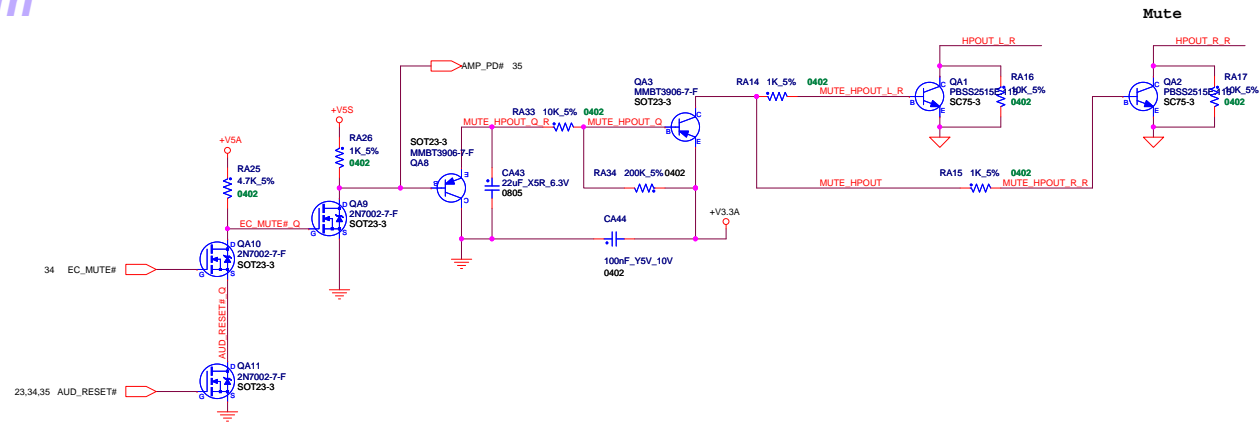 Mute
HPOUT_L_R
HPOUT_R_R
AMP_PD# 35
QA3
MMBT3906-7-F
SOT23-3
RA14 1K_5% 0402
MUTE_HPOUT_L_R
QA1
SC75-3
RA16
10K_5%
0402
QA2
SC75-3
RA17
10K_5%
0402
+V5S
RA33 10K_5% 0402
MUTE_HPOUT_Q_R
MUTE_HPOUT_Q
+V5A
RA26
1K_5%
0402
SOT23-3
MMBT3906-7-F
QA8
RA25
4.7K_5%
0402
CA43
22uF_X5R_6.3V
0805
RA34 200K_5% 0402
MUTE_HPOUT
RA15 1K_5% 0402
MUTE_HPOUT_R_R
QA9
2N7002-7-F
SOT23-3
EC_MUTE#_Q
+V3.3A
CA44
100nF_Y5V_10V
0402
QA10
2N7002-7-F
SOT23-3
34 EC_MUTE#
AUD_RESET#_Q
QA11
2N7002-7-F
SOT23-3
23,34,35 AUD_RESET#
B
C
E
B
C
E
B
C
E
B
E
C
D
G
S
D
G
S
D
G
S